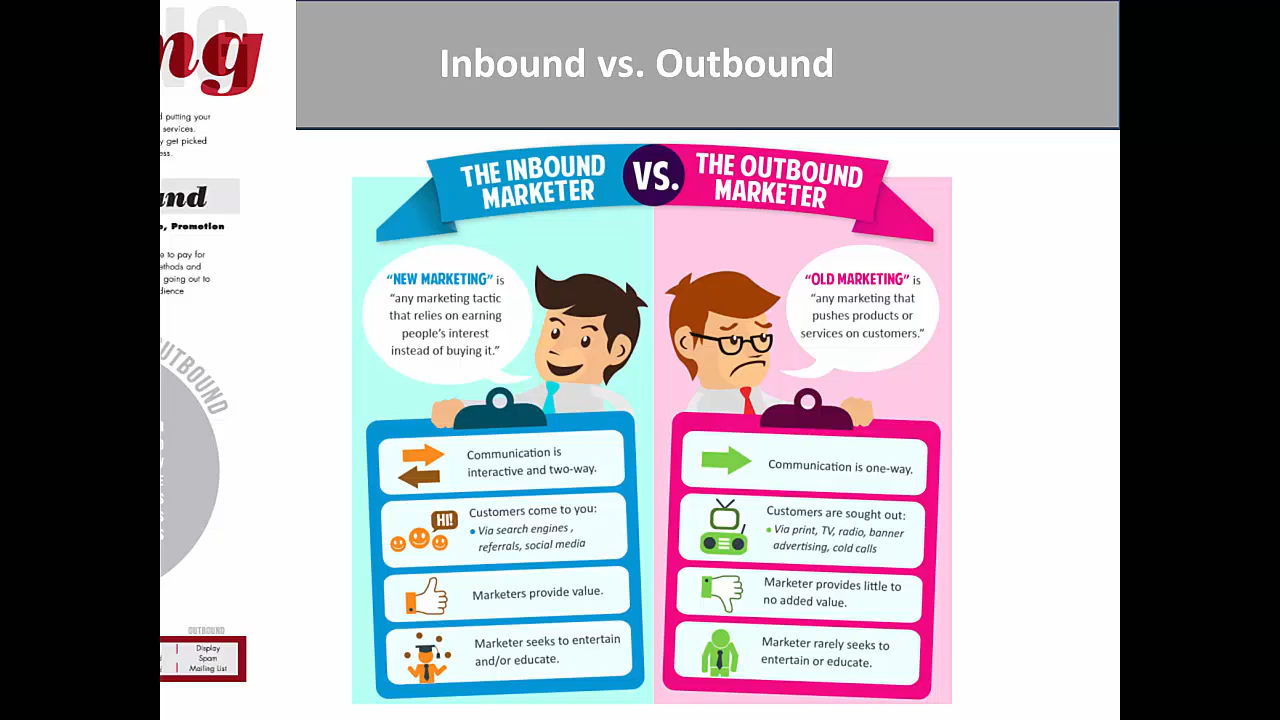 Inbound vs. Outbound
ng
d putting your
services.
y get picked
ess.
und
e, Promotion
e to pay for
ethods and
going out to
dience
OUTBOUND
OUTBOUND
Display
Spam
Mailing List
THE INBOUND
MARKETER
VS.
THE OUTBOUND
MARKETER
“NEW MARKETING” is
“any marketing tactic
that relies on earning
people’s interest
instead of buying it.”
“OLD MARKETING” is
“any marketing that
pushes products or
services on customers.”
Communication is
interactive and two-way.
HI!
Customers come to you:
• Via search engines ,
referrals, social media
Marketers provide value.
Marketer seeks to entertain
and/or educate.
Communication is one-way.
Customers are sought out:
• Via print, TV, radio, banner
advertising, cold calls
Marketer provides little to
no added value.
Marketer rarely seeks to
entertain or educate.